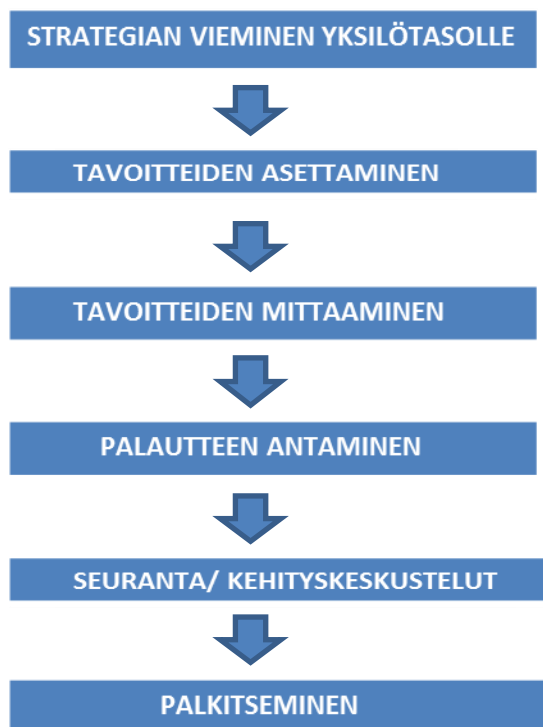 STRATEGIAN VIEMINEN YKSILÖTASOLLE
TAVOITTEIDEN ASETTAMINEN
TAVOITTEIDEN MITTAAMINEN
PALAUTTEEN ANTAMINEN
SEURANTA/ KEHITYSKESKUSTELUT
PALKITSEMINEN